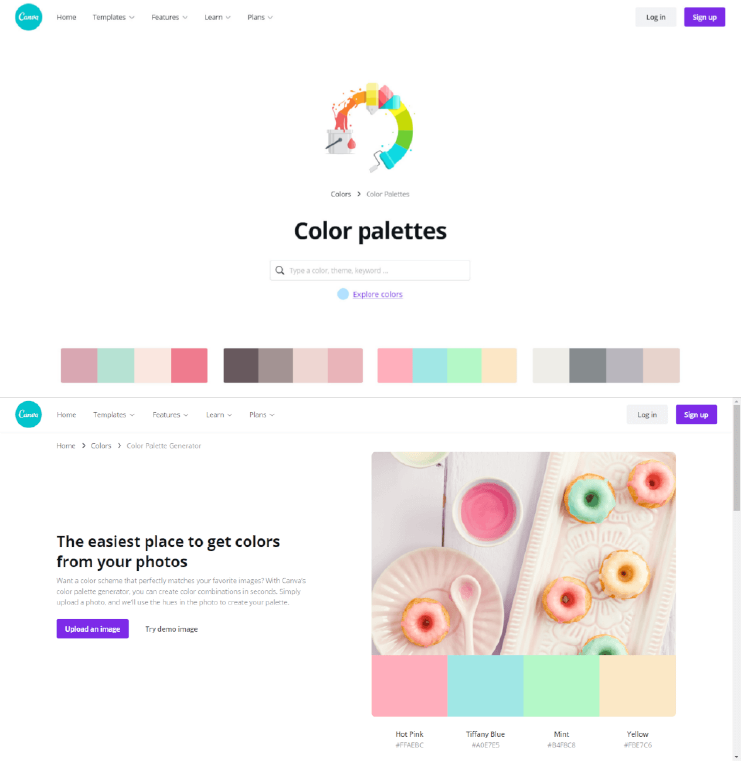 Canva Home Templates Features Learn Plans Log in Sign up
Colors > Color Palettes
Color palettes
Type a color, theme, keyword ...
Explore colors
Canva Home Templates Features Learn Plans Log in Sign up
Home > Colors > Color Palette Generator
The easiest place to get colors
from your photos
Want a color scheme that perfectly matches your favorite images? With Canva's
color palette generator, you can create color combinations in seconds. Simply
upload a photo, and we'll use the hues in the photo to create your palette.
Upload an image Try demo image
Hot Pink Tiffany Blue Mint Yellow
#FFAEBC #A0E7E5 #B4F8C8 #FBE7C6